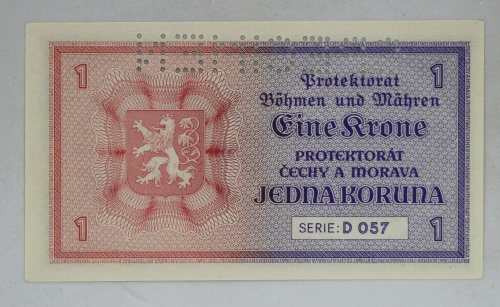 1
1
Protektorat
Böhmen und Mähren
Eine Krone
PROTEKTORÁT
ČECHY A MORAVA
JEDNA KORUNA
SERIE: D 057
1
1